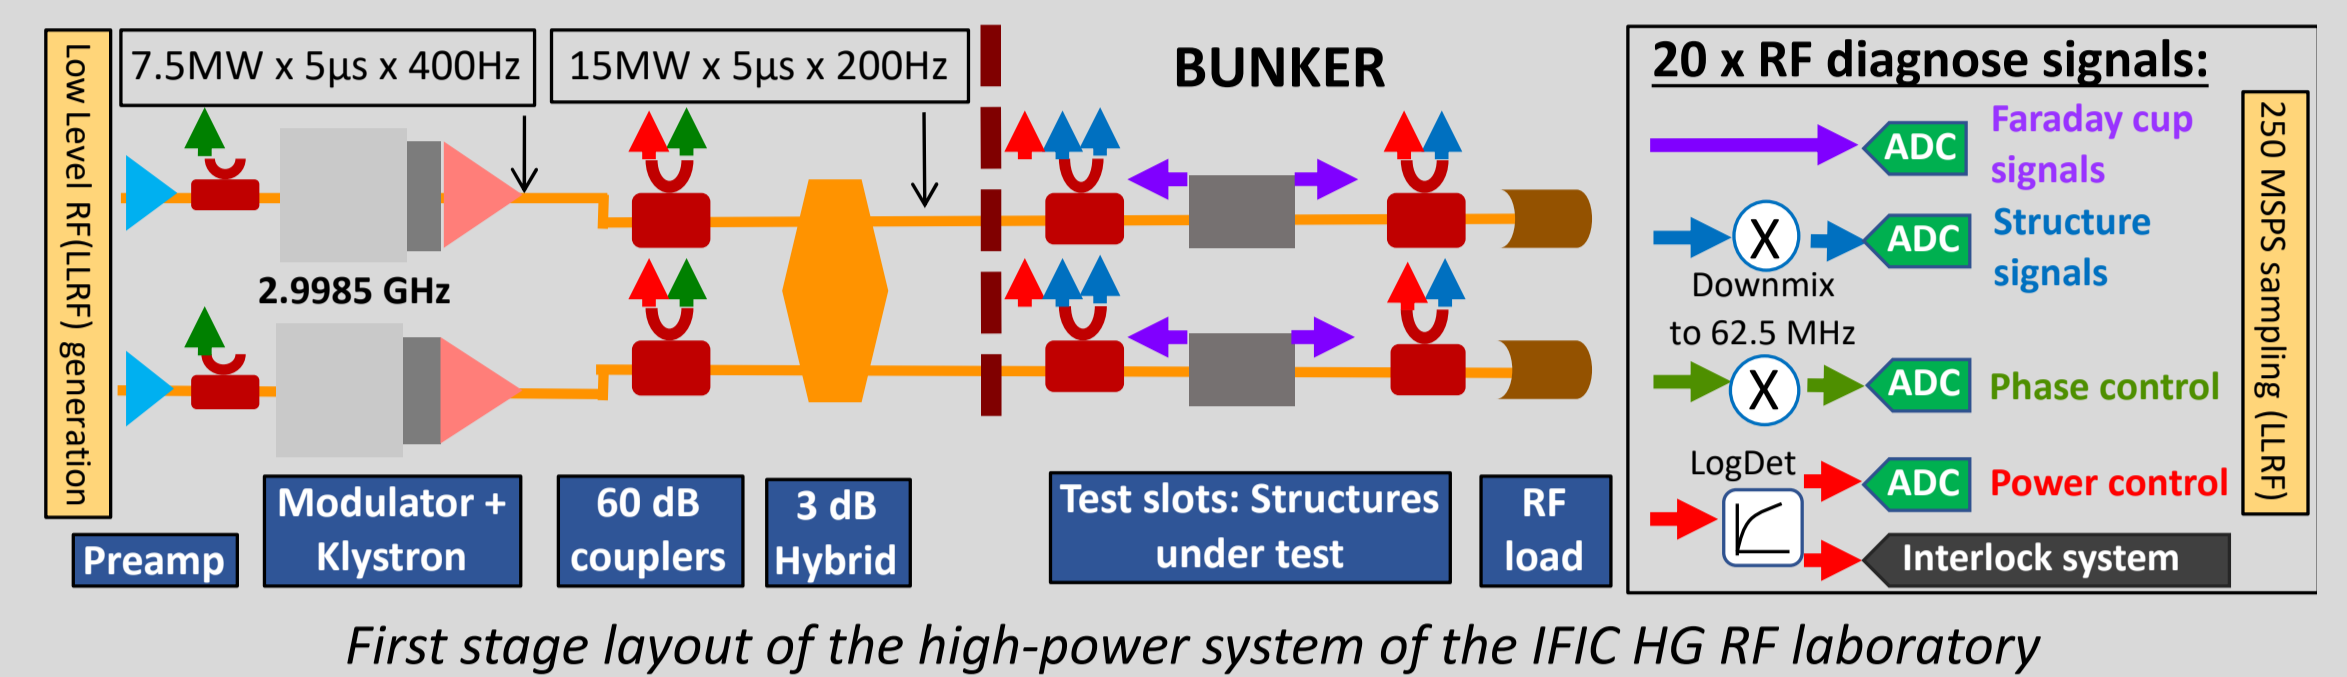 Low Level RF(LLRF) generation
7.5MW x 5µs x 400Hz
15MW x 5µs x 200Hz
BUNKER
2.9985 GHz
Preamp
Modulator +
Klystron
60 dB
couplers
3 dB
Hybrid
Test slots: Structures
under test
RF
load
20 x RF diagnose signals:
ADC
Faraday cup
signals
X
ADC
Structure
signals
Downmix
to 62.5 MHz
X
ADC
Phase control
LogDet
ADC
Power control
Interlock system
250 MSPS sampling (LLRF)
First stage layout of the high-power system of the IFIC HG RF laboratory